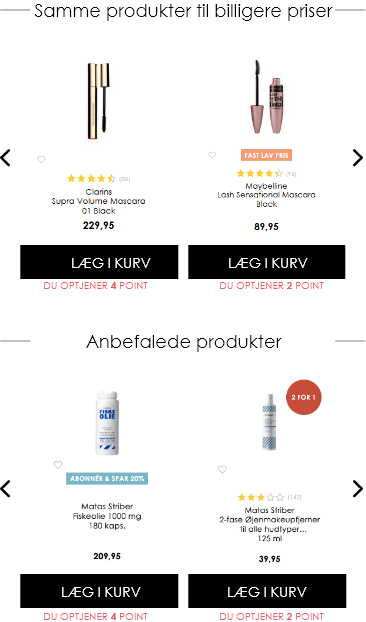 Samme produkter til billigere priser
FAST LAV PRIS
(88)
(96)
Clarins
Supra Volume Mascara
01 Black
229,95
Maybelline
Lash Sensational Mascara
Black
89,95
LÆG I KURV
LÆG I KURV
DU OPTJENER 4 POINT
DU OPTJENER 2 POINT
Anbefalede produkter
FISKE
OLIE
2 FOR 1
ABONNÉR & SPAR 20%
(142)
Matas Striber
Fiskeolie 1000 mg
180 kaps.
209,95
Matas Striber
2-fase Øjenmakeupfjerner
til alle hudtyper...
125 ml
39,95
LÆG I KURV
LÆG I KURV
DU OPTJENER 4 POINT
DU OPTJENER 2 POINT